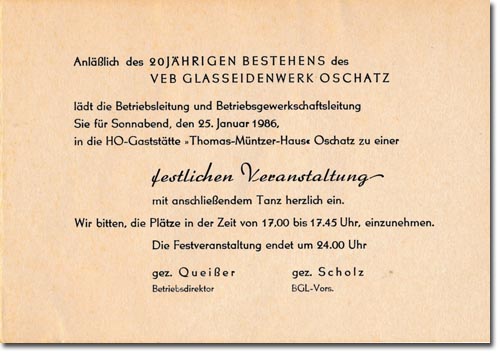 Anläßlich des 20JÄHRIGEN BESTEHENS des
VEB GLASSEIDENWERK OSCHATZ
lädt die Betriebsleitung und Betriebsgewerkschaftsleitung
Sie für Sonnabend, den 25. Januar 1986,
in die HO-Gaststätte »Thomas-Müntzer-Haus« Oschatz zu einer
festlichen Veranstaltung
mit anschließendem Tanz herzlich ein.
Wir bitten, die Plätze in der Zeit von 17.00 bis 17.45 Uhr, einzunehmen.
Die Festveranstaltung endet um 24.00 Uhr
gez. Queißer gez. Scholz
Betriebsdirektor BGL-Vors.